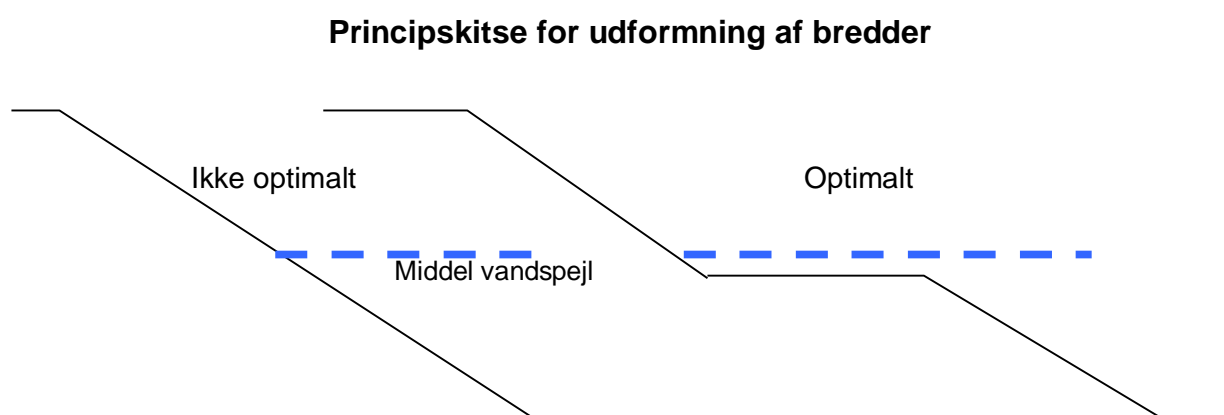 Principskitse for udformning af bredder
Ikke optimalt
Optimalt
Middel vandspejl